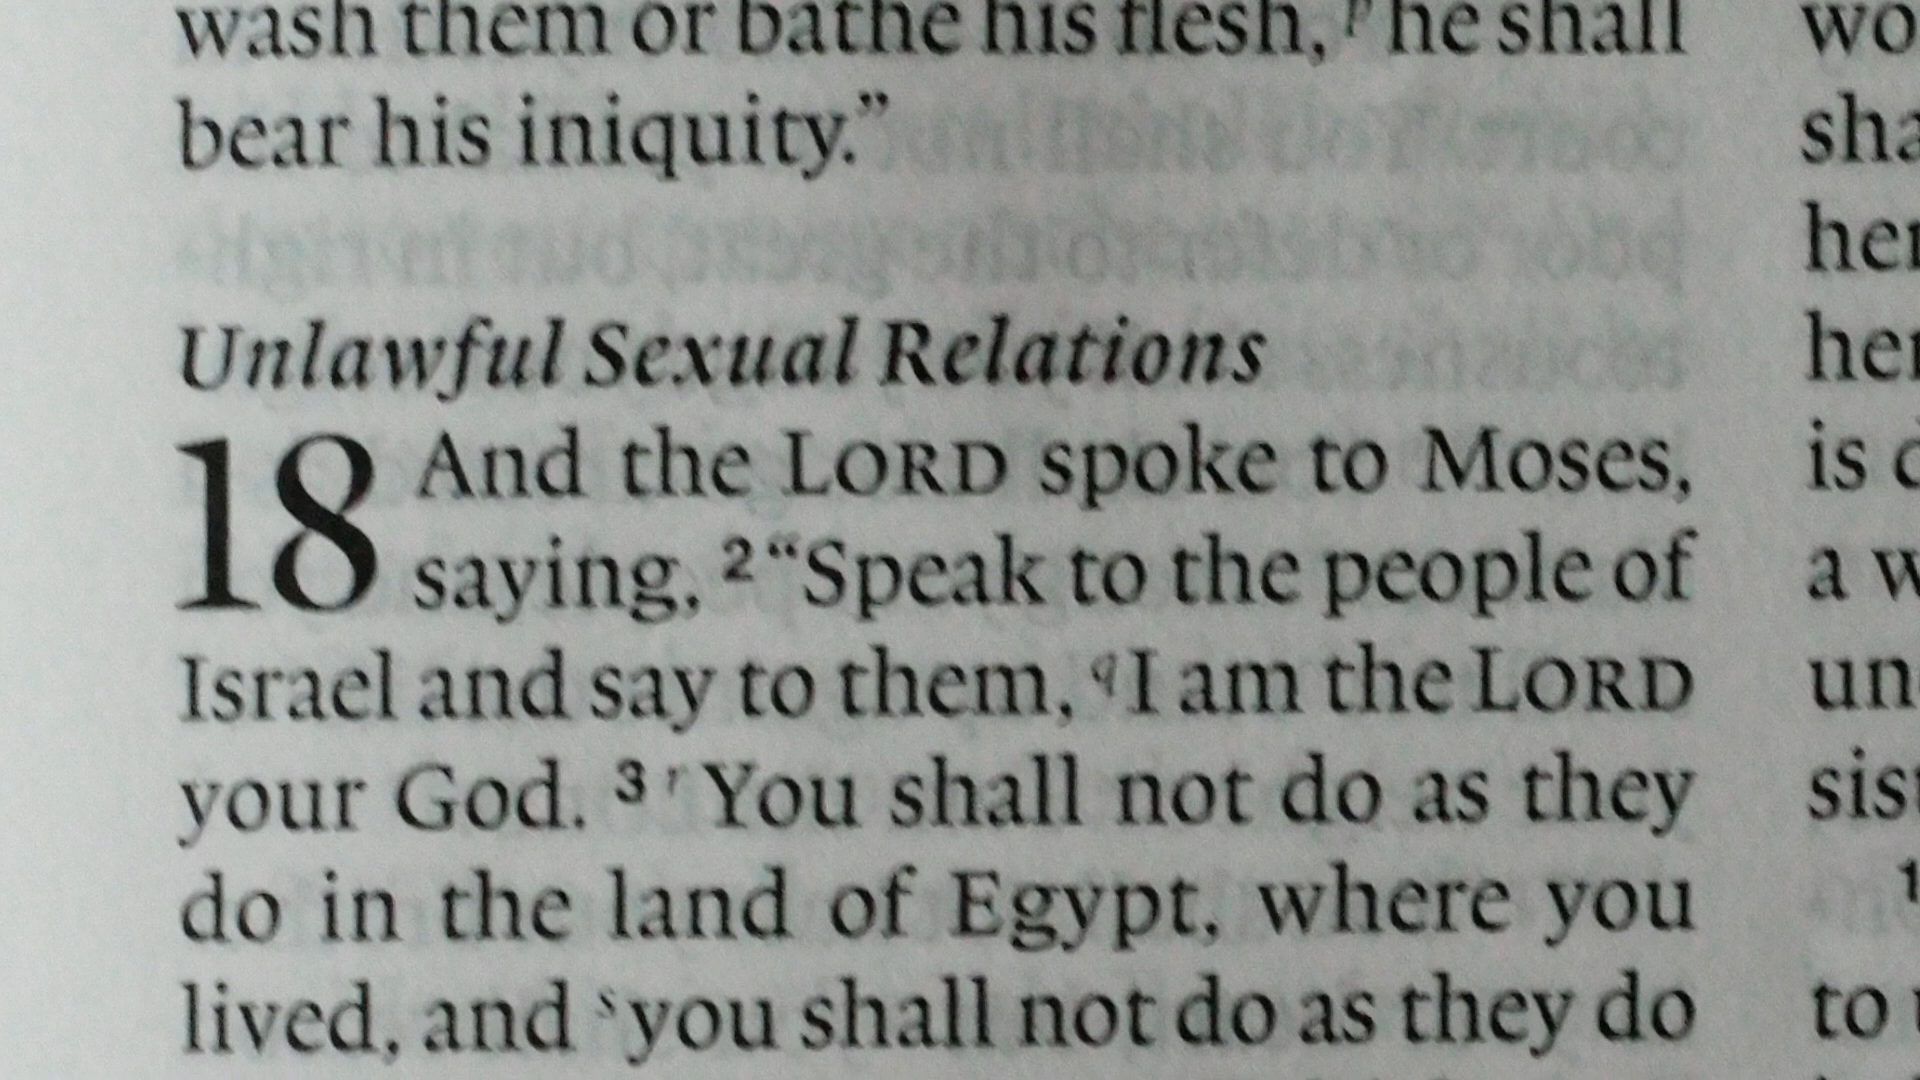 wash them or bathe his flesh, p he shall
bear his iniquity.”
Unlawful Sexual Relations
18 And the LORD spoke to Moses,
saying, 2 “Speak to the people of
Israel and say to them, q I am the LORD
your God. 3 r You shall not do as they
do in the land of Egypt, where you
lived, and s you shall not do as they do
is
a
to